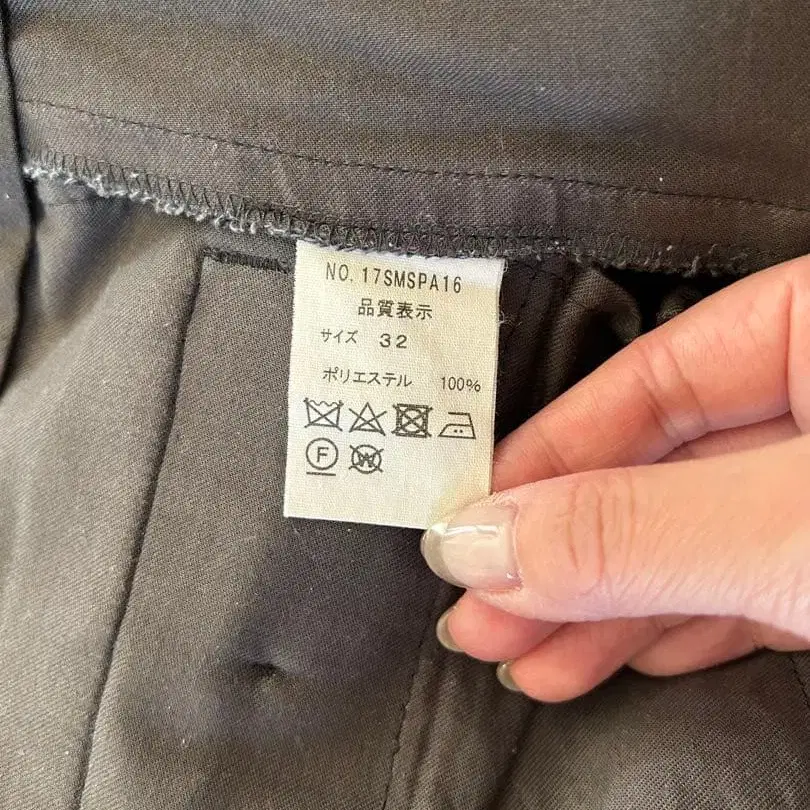 NO. 17SMSPA16
品質表示
サイズ 32
ポリエステル 100%
F W